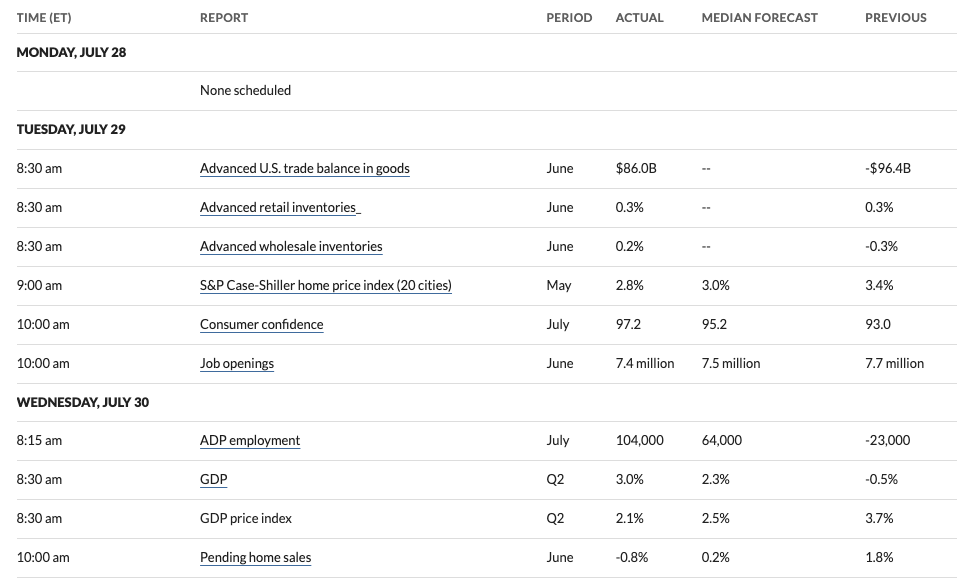 TIME (ET) REPORT PERIOD ACTUAL MEDIAN FORECAST PREVIOUS
MONDAY, JULY 28
None scheduled
TUESDAY, JULY 29
8:30 am Advanced U.S. trade balance in goods June $86.0B -- -$96.4B
8:30 am Advanced retail inventories_ June 0.3% -- 0.3%
8:30 am Advanced wholesale inventories June 0.2% -- -0.3%
9:00 am S&P Case-Shiller home price index (20 cities) May 2.8% 3.0% 3.4%
10:00 am Consumer confidence July 97.2 95.2 93.0
10:00 am Job openings June 7.4 million 7.5 million 7.7 million
WEDNESDAY, JULY 30
8:15 am ADP employment July 104,000 64,000 -23,000
8:30 am GDP Q2 3.0% 2.3% -0.5%
8:30 am GDP price index Q2 2.1% 2.5% 3.7%
10:00 am Pending home sales June -0.8% 0.2% 1.8%